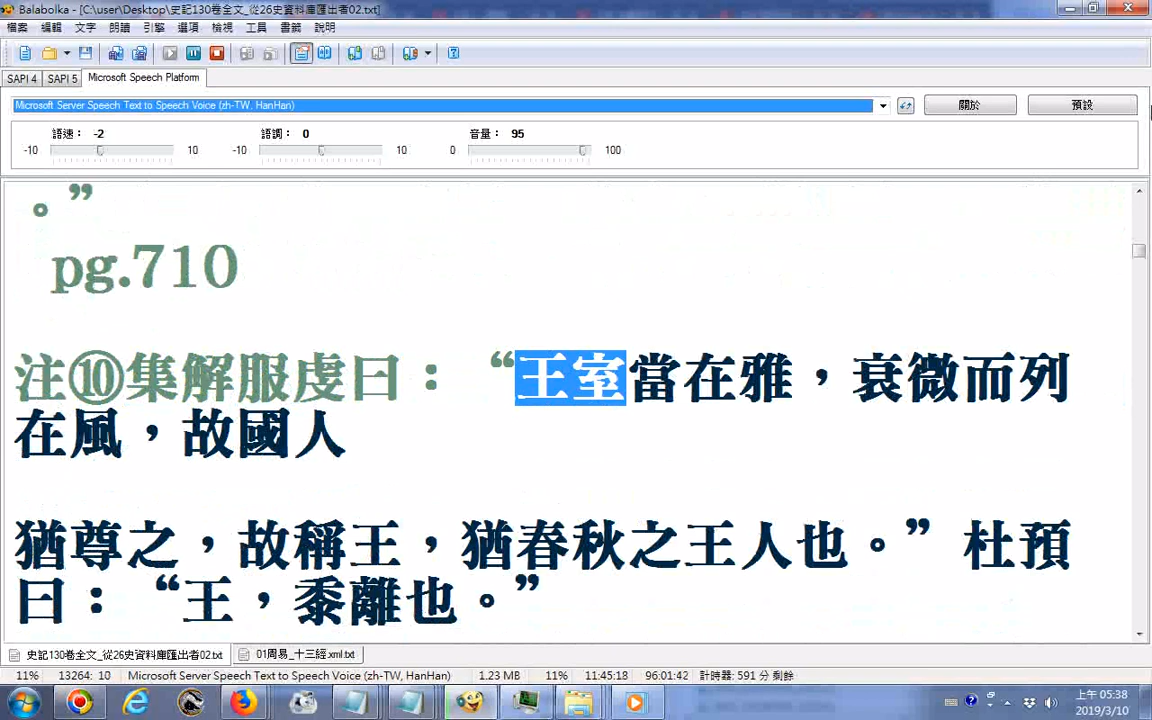 Balabolka - [C:\user\Desktop\史記130卷全文_從26史資料庫匯出者02.txt]
檔案 編輯 文字 朗讀 引擎 選項 檢視 工具 書籤 說明
SAPI 4 SAPI 5 Microsoft Speech Platform
Microsoft Server Speech Text to Speech Voice (zh-TW, HanHan) 關於 預設
語速： -2 語調： 0 音量： 95
-10 10 -10 10 0 100
。”
pg.710
注⑩集解服虔曰：“王室當在雅，衰微而列
在風，故國人
猶尊之，故稱王，猶春秋之王人也。”杜預
曰：“王，黍離也。”
史記130卷全文_從26史資料庫匯出者02.txt 01周易_十三經.xml.txt
11% 13264: 10 Microsoft Server Speech Text to Speech Voice (zh-TW, HanHan) 1.23 MB 11% 11:45:18 96:01:42 計時器: 591 分 剩餘
上午 05:38
2019/3/10